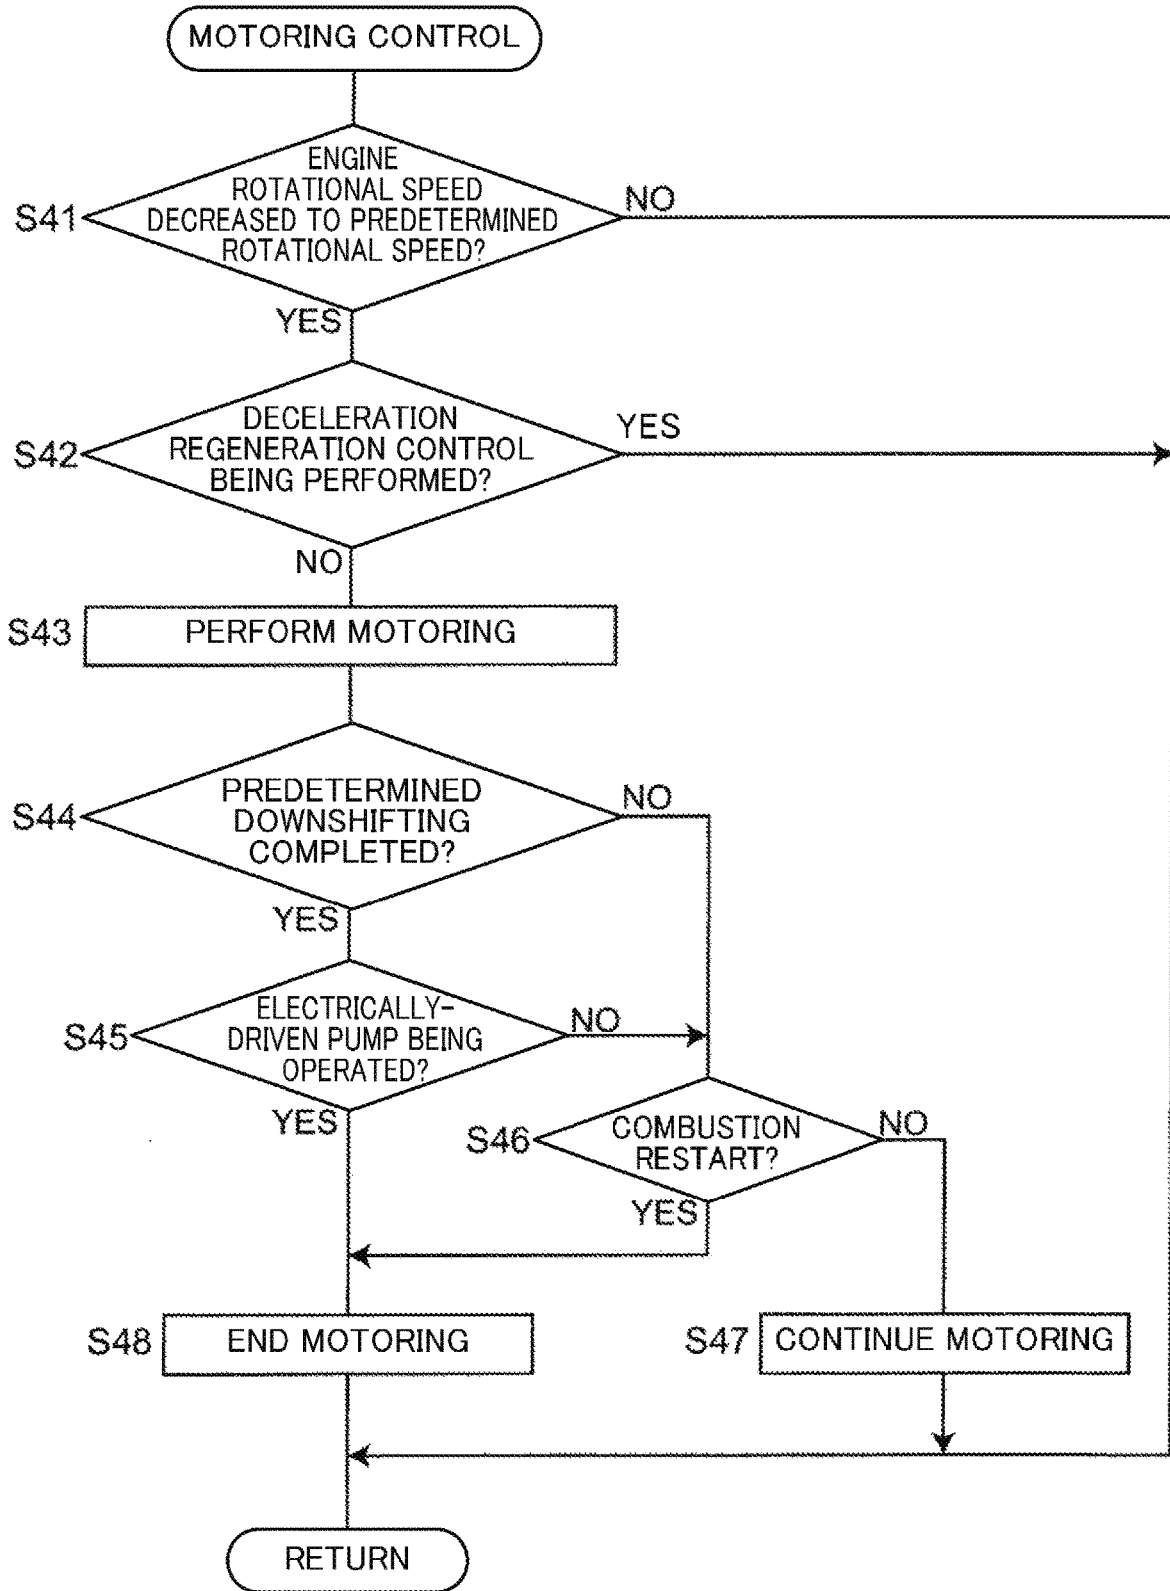 MOTORING CONTROL
ENGINE
ROTATIONAL SPEED
DECREASED TO PREDETERMINED
ROTATIONAL SPEED?
S41
NO
YES
DECELERATION
REGENERATION CONTROL
BEING PERFORMED?
S42
YES
NO
S43
PERFORM MOTORING
PREDETERMINED
DOWNSHIFTING
COMPLETED?
S44
NO
YES
ELECTRICALLY-
DRIVEN PUMP BEING
OPERATED?
S45
NO
YES
S46
COMBUSTION
RESTART?
NO
YES
S48
END MOTORING
S47
CONTINUE MOTORING
RETURN